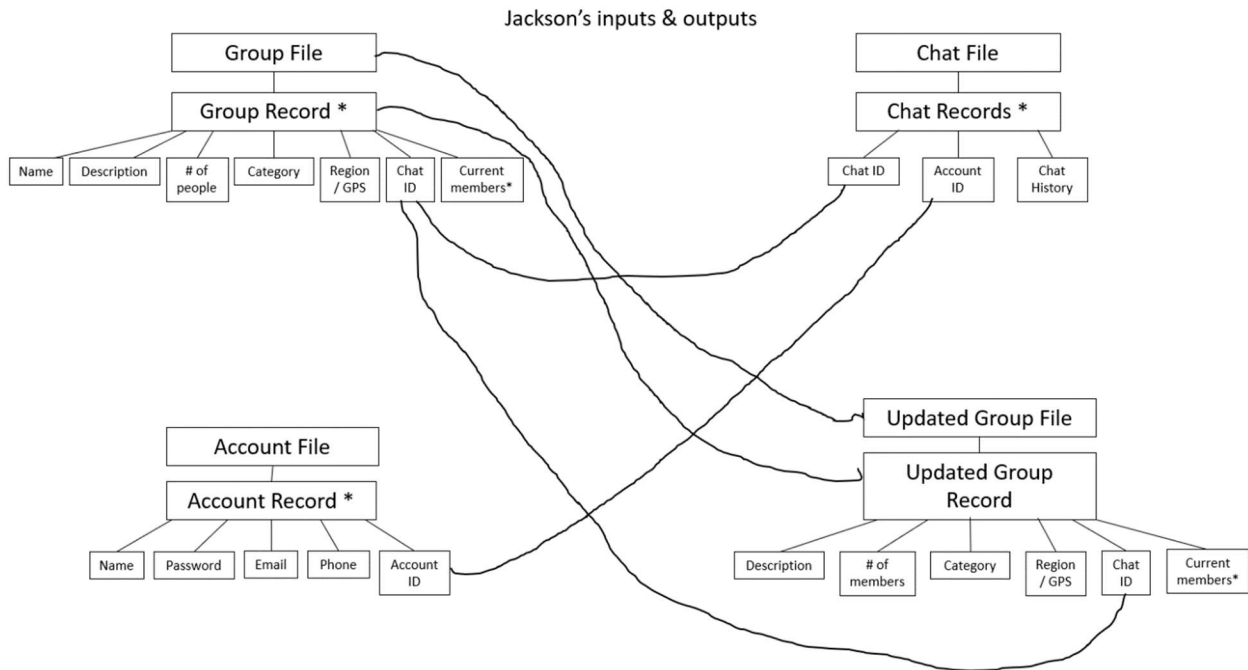 Jackson's inputs & outputs
Group File
Group Record *
Name
Description
# of
people
Category
Region
/ GPS
Chat
ID
Current
members*
Chat File
Chat Records *
Chat ID
Account
ID
Chat
History
Account File
Account Record *
Name
Password
Email
Phone
Account
ID
Updated Group File
Updated Group
Record
Description
# of
members
Category
Region
/ GPS
Chat
ID
Current
members*